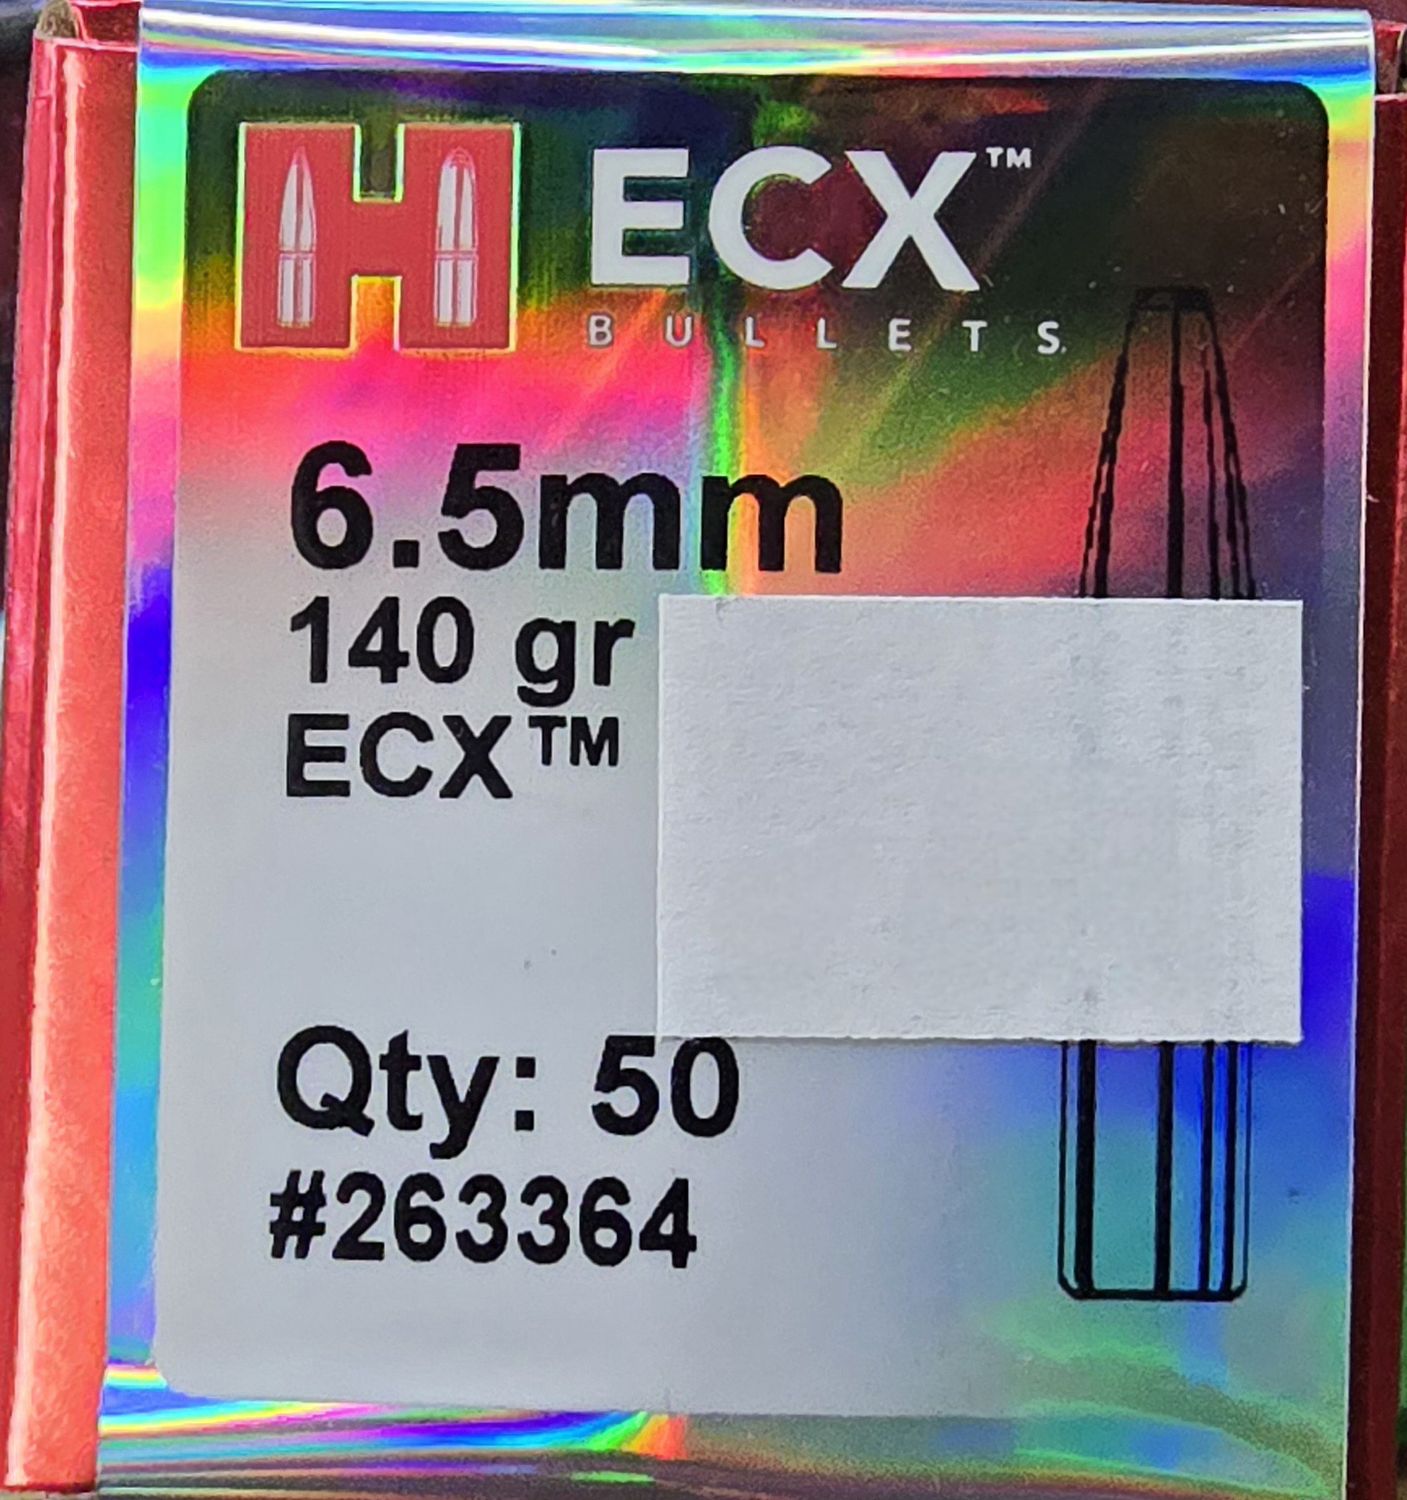 H ECX™
BULLETS.
6.5mm
140 gr
ECX™
Qty: 50
#263364